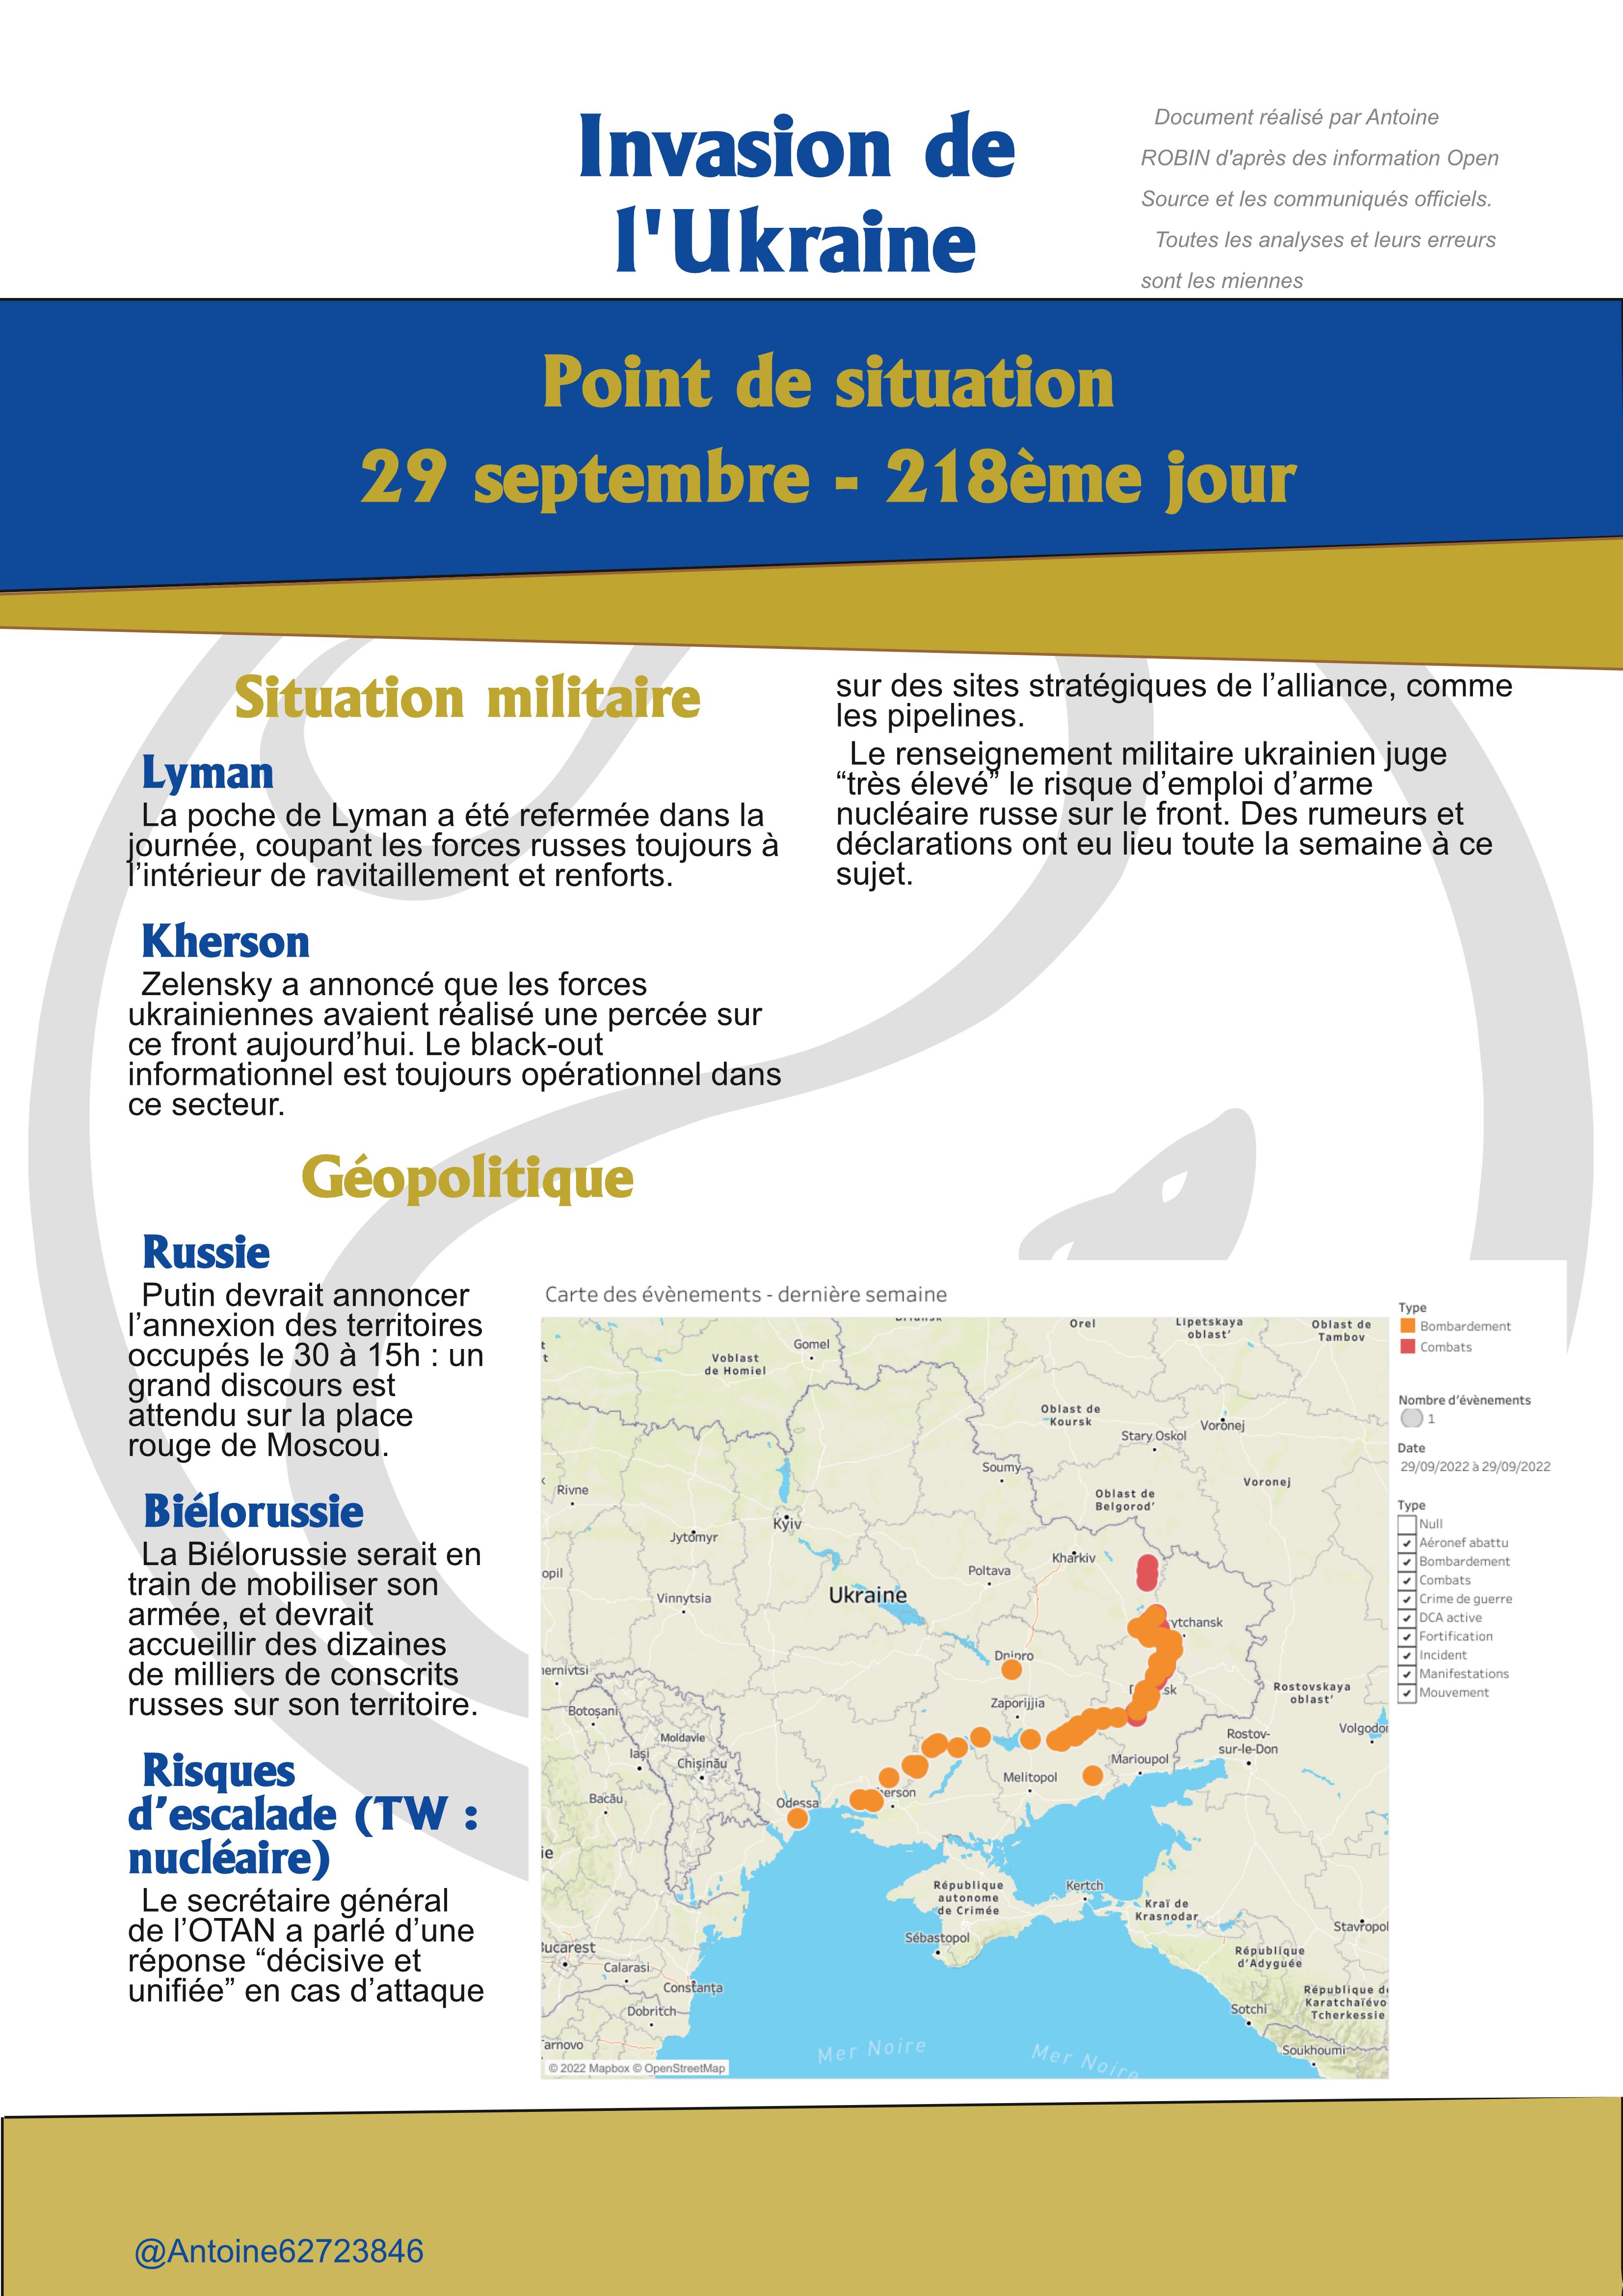 Invasion de
l'Ukraine
Document réalisé par Antoine
ROBIN d'après des information Open
Source et les communiqués officiels.
Toutes les analyses et leurs erreurs
sont les miennes
Point de situation
29 septembre - 218ème jour
Situation militaire
Lyman
La poche de Lyman a été refermée dans la
journée, coupant les forces russes toujours à
l’intérieur de ravitaillement et renforts.
Kherson
Zelensky a annoncé que les forces
ukrainiennes avaient réalisé une percée sur
ce front aujourd’hui. Le black-out
informationnel est toujours opérationnel dans
ce secteur.
Géopolitique
Russie
Putin devrait annoncer
l’annexion des territoires
occupés le 30 à 15h : un
grand discours est
attendu sur la place
rouge de Moscou.
Biélorussie
La Biélorussie serait en
train de mobiliser son
armée, et devrait
accueillir des dizaines
de milliers de conscrits
russes sur son territoire.
Risques
d’escalade (TW :
nucléaire)
Le secrétaire général
de l’OTAN a parlé d’une
réponse “décisive et
unifiée” en cas d’attaque
sur des sites stratégiques de l’alliance, comme
les pipelines.
Le renseignement militaire ukrainien juge
“très élevé” le risque d’emploi d’arme
nucléaire russe sur le front. Des rumeurs et
déclarations ont eu lieu toute la semaine à ce
sujet.
Carte des évènements - dernière semaine
Orel
Lipetskaya
oblast'
Oblast de
Tambov
Gomel
Voblast
de Homiel
Oblast de
Koursk
Voronej
Stary Oskol
Soumy
Voronej
Rivne
Oblast de
Belgorod'
Kyiv
Jytomyr
Kharkiv
Poltava
opil
Ukraine
Vinnytsia
ytchansk
Dnipro
ernivtsi
sk
Rostovskaya
oblast'
Zaporijjia
Botoșani
Volgodon
Moldavie
Rostov-
sur-le-Don
Iași
Chișinău
Marioupol
Melitopol
Bacău
Odessa
erson
ie
République
autonome
de Crimée
Kertch
Kraï de
Krasnodar
Stavropol
Sébastopol
Bucarest
République
d'Adyguée
Calarasi
Constanța
République de
Karatchaïévo
Tcherkessie
Sotchi
Dobritch
arnovo
Mer Noire
Mer Noire
Soukhoumi
© 2022 Mapbox © OpenStreetMap
Type
Bombardement
Combats
Nombre d'évènements
1
Date
29/09/2022 à 29/09/2022
Type
Null
Aéronef abattu
Bombardement
Combats
Crime de guerre
DCA active
Fortification
Incident
Manifestations
Mouvement
@Antoine62723846